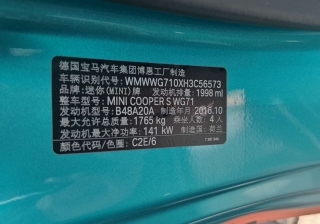 德国宝马汽车集团博恩工厂制造
车辆识别代号: WMWWG710XH3C56573
品牌: 迷你(MINI)牌 发动机排量: 1998 ml
整车型号: MINI COOPER S WG71
发动机型号: B48A20A 制造年月: 2016.10
最大允许总质量: 1765 kg 乘坐人数: 4人
发动机最大净功率: 141 kW 制造国: 荷兰
颜色代码/色圈: C2E/6